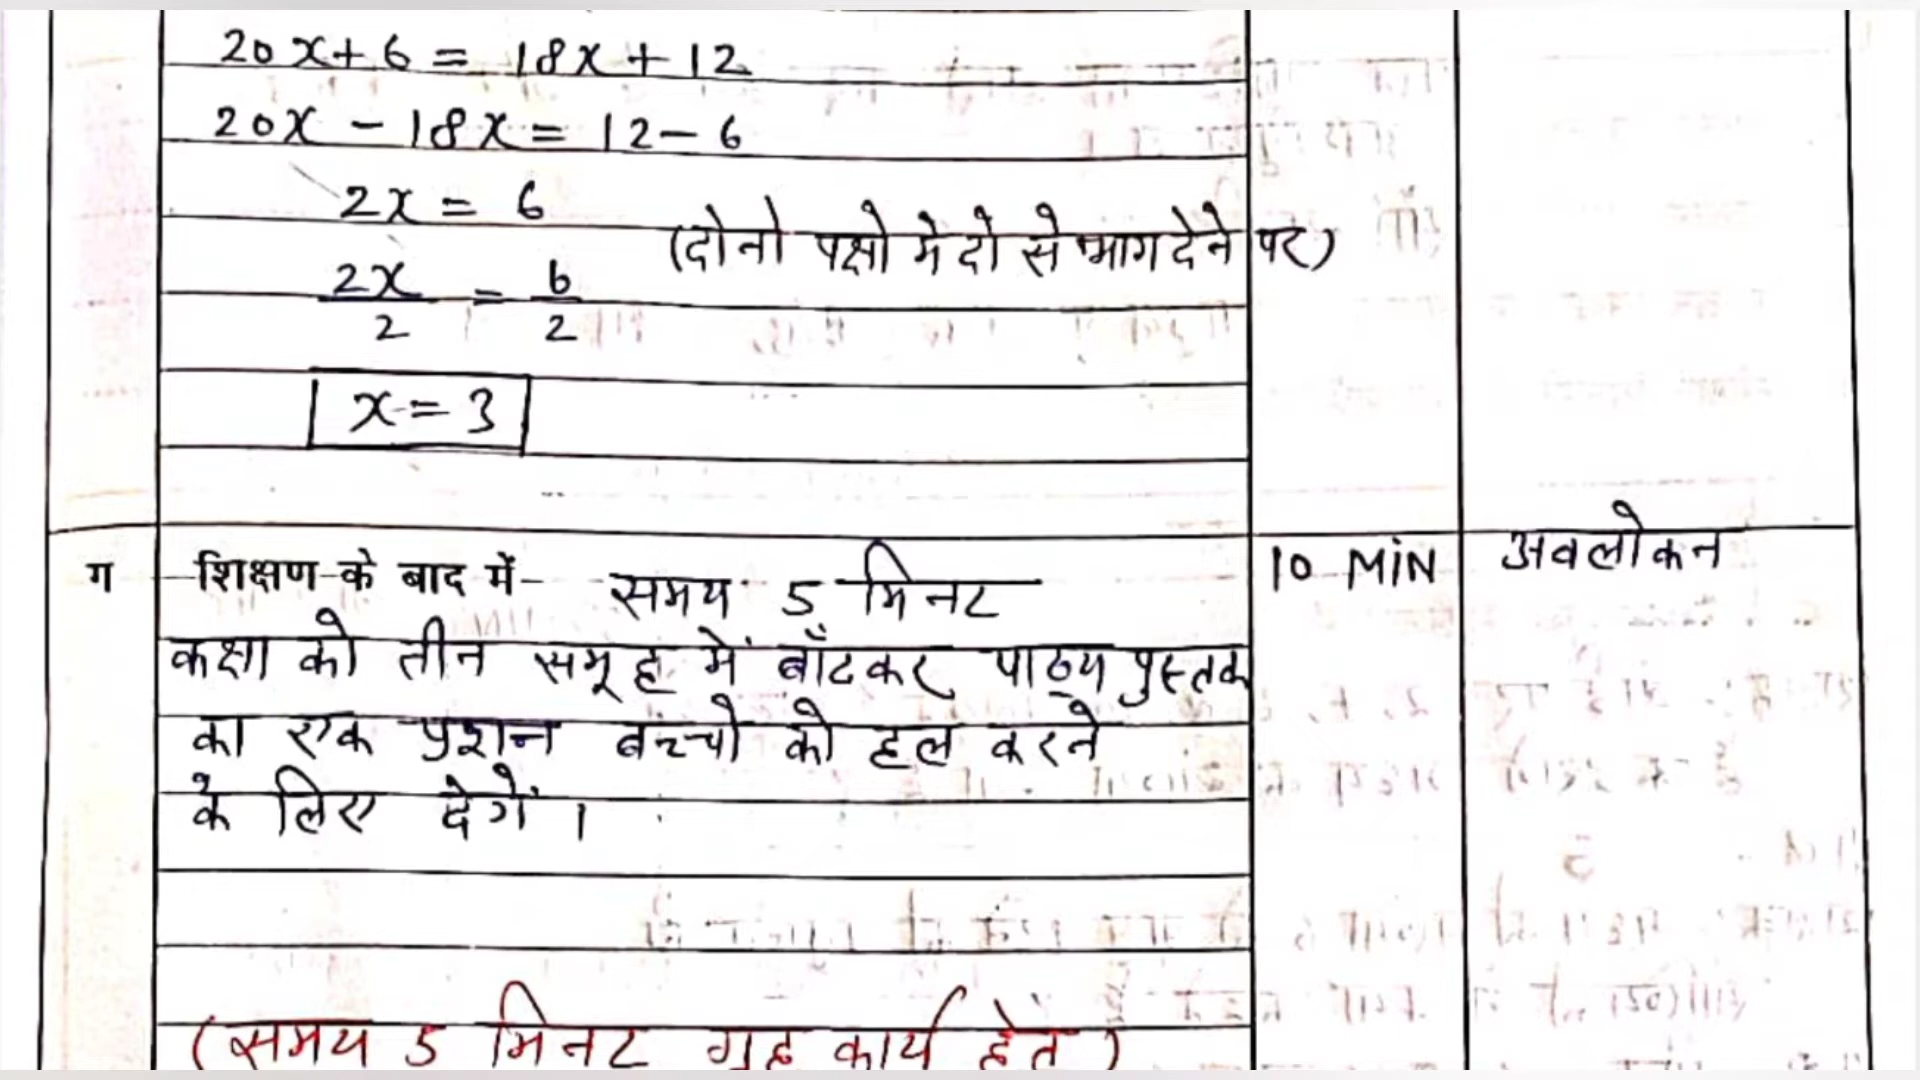 20x + 6 = 18x + 12
20x - 18x = 12 - 6
2x = 6
(दोनो पक्षो मे दो से भाग देने पर)
2x/2 = 6/2
x = 3
ग शिक्षण के बाद में - समय 5 मिनट 10 MiN अवलोकन
कक्षा को तीन समूह में बाँटकर पाठ्य पुस्तक
का एक प्रशन बच्चो को हल करने
के लिए देगें।
(समय 5 मिनट गृह कार्य हेतु)